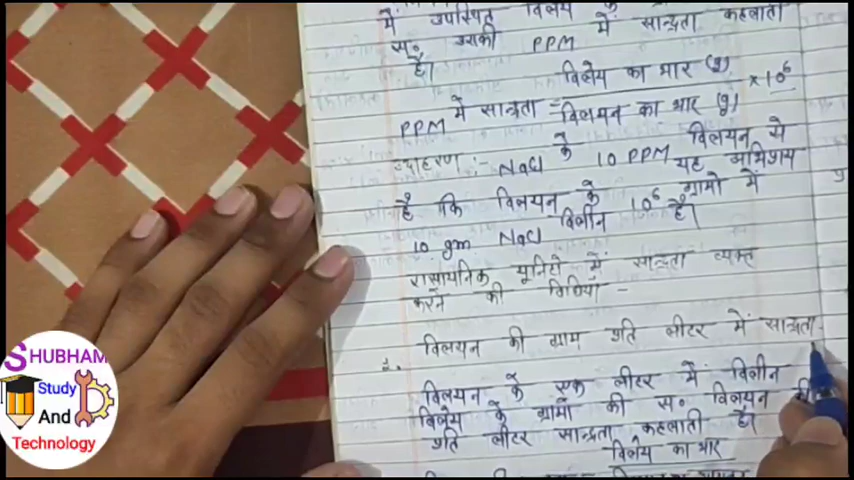 में उपस्थित विलेय के
स॰ उसकी PPM में सान्द्रता कहलाती
है।
विलेय का भार (g)
PPM में सान्द्रता = × 10⁶
विलयन का भार (g)
उदाहरण :- NaCl के 10 PPM विलयन से
यह अभिप्राय
है कि विलयन के 10⁶ ग्रामो में
10 gm NaCl विलीन है।
रासायनिक यूनिटो में सान्द्रता व्यक्त
करने की विधियाँ -
1. विलयन की ग्राम प्रति लीटर में सान्द्रता
विलयन के एक लीटर में विलीन
विलेय के ग्रामों की स॰ विलयन की
प्रति लीटर सान्द्रता कहलाती है।
विलेय का भार
SHUBHAM
Study
And
Technology